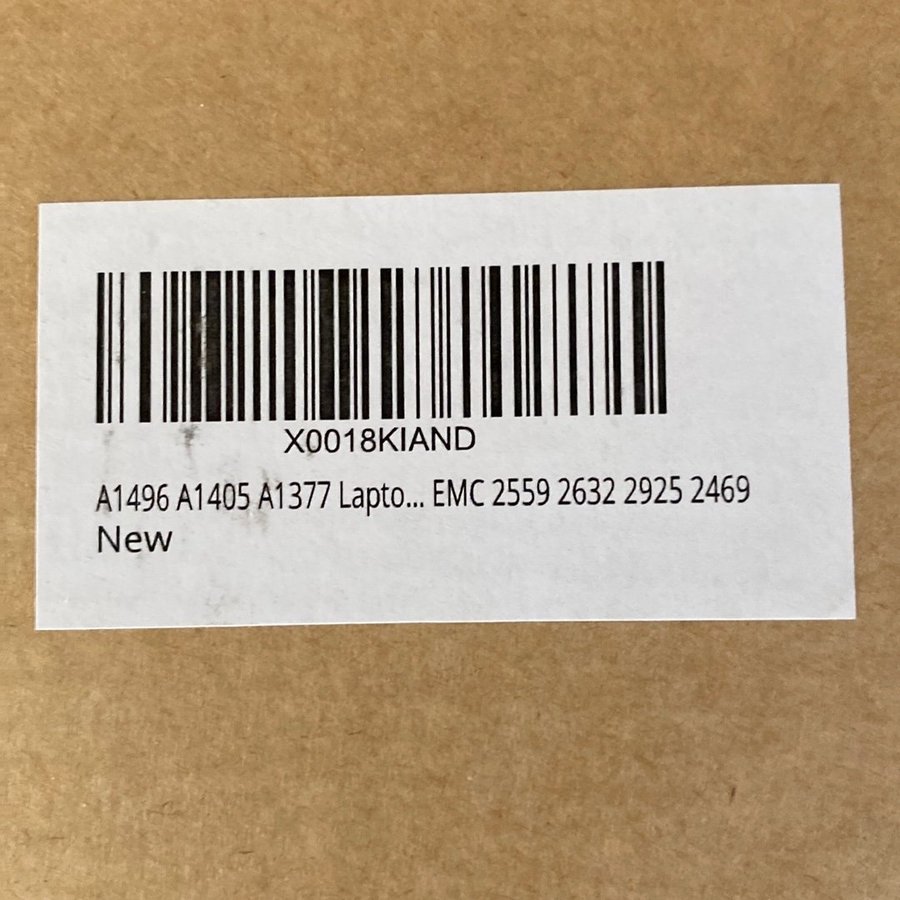 X0018KIAND
A1496 A1405 A1377 Lapto... EMC 2559 2632 2925 2469
New